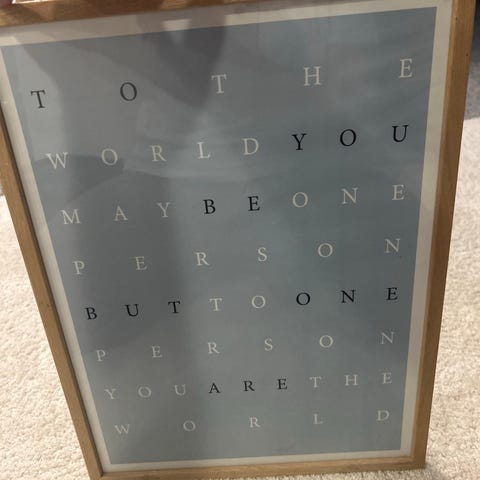 TO THE
WORLD YOU
MAY BE ONE
PERSON
BUT TO ONE
PERSON
YOU ARE THE
WORLD